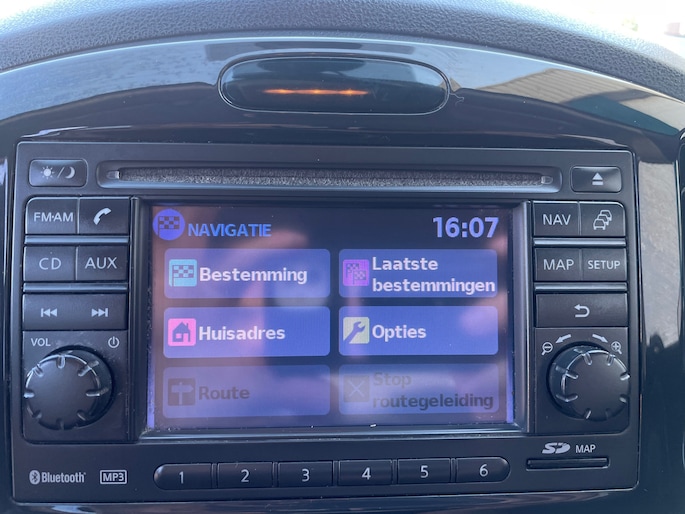 FM·AM
CD AUX
VOL
NAVIGATIE 16:07
Bestemming
Laatste
bestemmingen
Huisadres
Opties
Route
Stop
routegeleiding
NAV
MAP SETUP
SD MAP
Bluetooth MP3
1 2 3 4 5 6